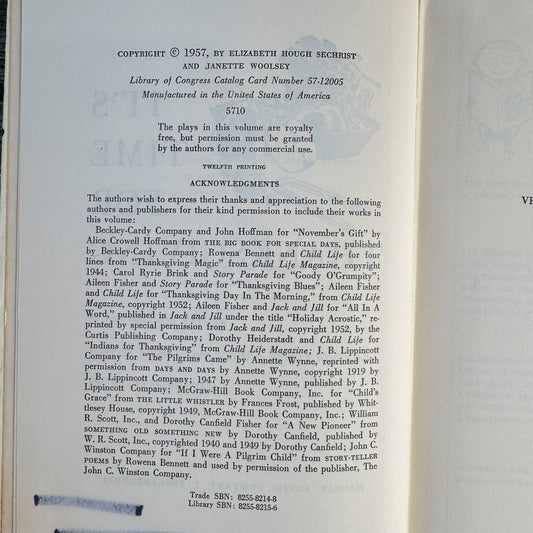 COPYRIGHT © 1957, BY ELIZABETH HOUGH SECHRIST
AND JANETTE WOOLSEY
Library of Congress Catalog Card Number 57-12005
Manufactured in the United States of America
5710
The plays in this volume are royalty
free, but permission must be granted
by the authors for any commercial use.
TWELFTH PRINTING
ACKNOWLEDGMENTS
The authors wish to express their thanks and appreciation to the following
authors and publishers for their kind permission to include their works in
this volume:
Beckley-Cardy Company and John Hoffman for "November's Gift" by
Alice Crowell Hoffman from THE BIG BOOK FOR SPECIAL DAYS, published
by Beckley-Cardy Company; Rowena Bennett and Child Life for four
lines from "Thanksgiving Magic" from Child Life Magazine, copyright
1944; Carol Ryrie Brink and Story Parade for "Goody O'Grumpity";
Aileen Fisher and Story Parade for "Thanksgiving Blues"; Aileen Fisher
and Child Life for "Thanksgiving Day In The Morning," from Child Life
Magazine, copyright 1952; Aileen Fisher and Jack and Jill for "All In A
Word," published in Jack and Jill under the title "Holiday Acrostic," re-
printed by special permission from Jack and Jill, copyright 1952, by the
Curtis Publishing Company; Dorothy Heiderstadt and Child Life for
"Indians for Thanksgiving" from Child Life Magazine; J. B. Lippincott
Company for "The Pilgrims Came" by Annette Wynne, reprinted with
permission from DAYS AND DAYS by Annette Wynne, copyright 1919 by
J. B. Lippincott Company; 1947 by Annette Wynne, published by J. B.
Lippincott Company; McGraw-Hill Book Company, Inc. for "Child's
Grace" from THE LITTLE WHISTLER by Frances Frost, published by Whit-
tlesey House, copyright 1949, McGraw-Hill Book Company, Inc.; William
R. Scott, Inc., and Dorothy Canfield Fisher for "A New Pioneer" from
SOMETHING OLD SOMETHING NEW by Dorothy Canfield, published by
W. R. Scott, Inc., copyrighted 1940 and 1949 by Dorothy Canfield; John C.
Winston Company for "If I Were A Pilgrim Child" from STORY-TELLER
POEMS by Rowena Bennett and used by permission of the publisher, The
John C. Winston Company.
Trade SBN: 8255-8214-8
Library SBN: 8255-8215-6
VE